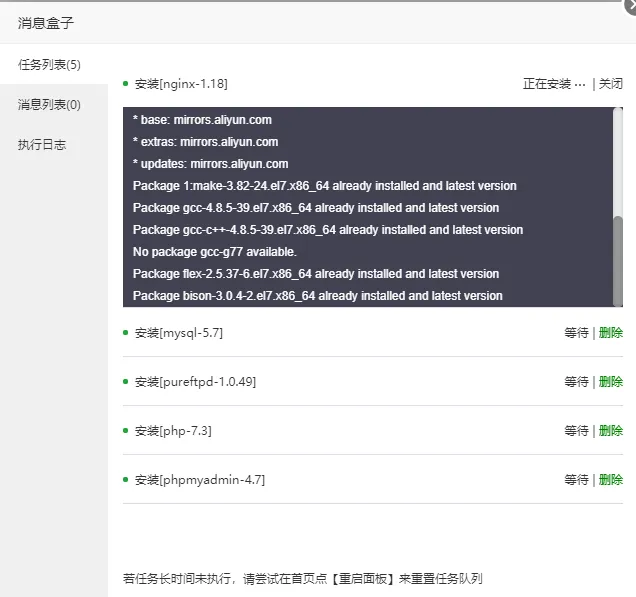 消息盒子
任务列表(5)
消息列表(0)
执行日志
安装[nginx-1.18] 正在安装 ··· | 关闭
* base: mirrors.aliyun.com
* extras: mirrors.aliyun.com
* updates: mirrors.aliyun.com
Package 1:make-3.82-24.el7.x86_64 already installed and latest version
Package gcc-4.8.5-39.el7.x86_64 already installed and latest version
Package gcc-c++-4.8.5-39.el7.x86_64 already installed and latest version
No package gcc-g77 available.
Package flex-2.5.37-6.el7.x86_64 already installed and latest version
Package bison-3.0.4-2.el7.x86_64 already installed and latest version
安装[mysql-5.7] 等待 | 删除
安装[pureftpd-1.0.49] 等待 | 删除
安装[php-7.3] 等待 | 删除
安装[phpmyadmin-4.7] 等待 | 删除
若任务长时间未执行，请尝试在首页点【重启面板】来重置任务队列